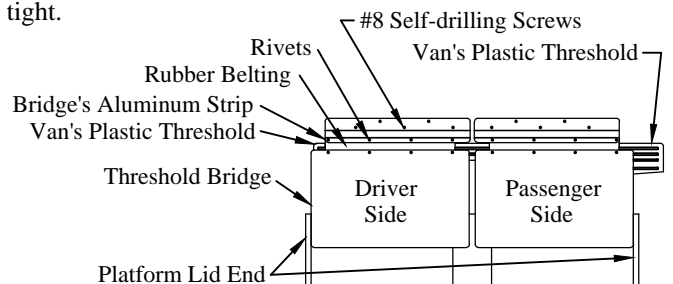 tight.
#8 Self-drilling Screws
Rivets
Van's Plastic Threshold
Rubber Belting
Bridge's Aluminum Strip
Van's Plastic Threshold
Threshold Bridge
Driver
Side
Passenger
Side
Platform Lid End